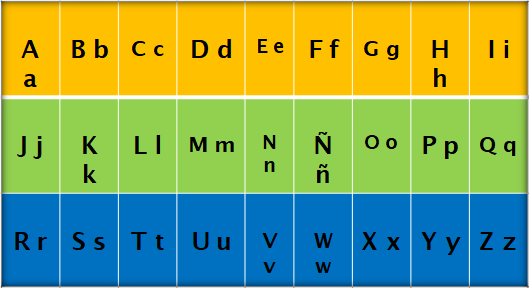 A a B b C c D d E e F f G g H h I i
J j K k L l M m N n Ñ ñ O o P p Q q
R r S s T t U u V v W w X x Y y Z z